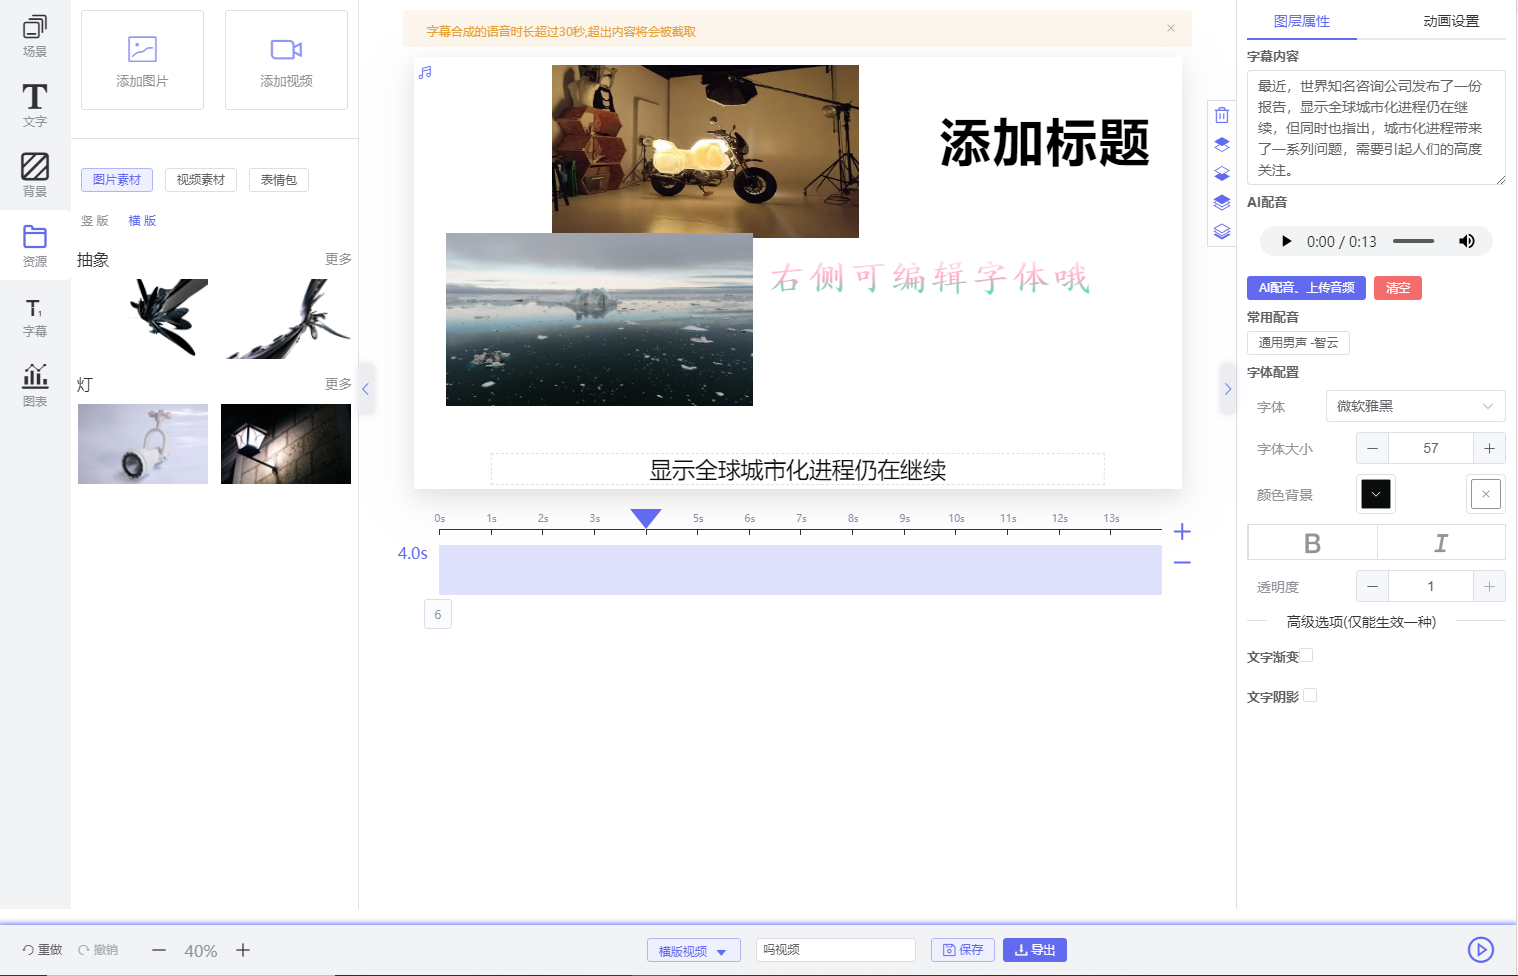 场景
文字
背景
资源
字幕
图表
添加图片
添加视频
图片素材
视频素材
表情包
竖 版
横 版
抽象
更多
灯
更多
字幕合成的语音时长超过30秒,超出内容将会被截取
添加标题
右侧可编辑字体哦
显示全球城市化进程仍在继续
0s 1s 2s 3s 5s 6s 7s 8s 9s 10s 11s 12s 13s
4.0s
6
图层属性
动画设置
字幕内容
最近，世界知名咨询公司发布了一份
报告，显示全球城市化进程仍在继
续，但同时也指出，城市化进程带来
了一系列问题，需要引起人们的高度
关注。
AI配音
0:00 / 0:13
AI配音、上传音频
清空
常用配音
通用男声 -智云
字体配置
字体
微软雅黑
字体大小
57
颜色背景
B
I
透明度
1
高级选项(仅能生效一种)
文字渐变
文字阴影
重做
撤销
40%
横版视频
吗视频
保存
导出